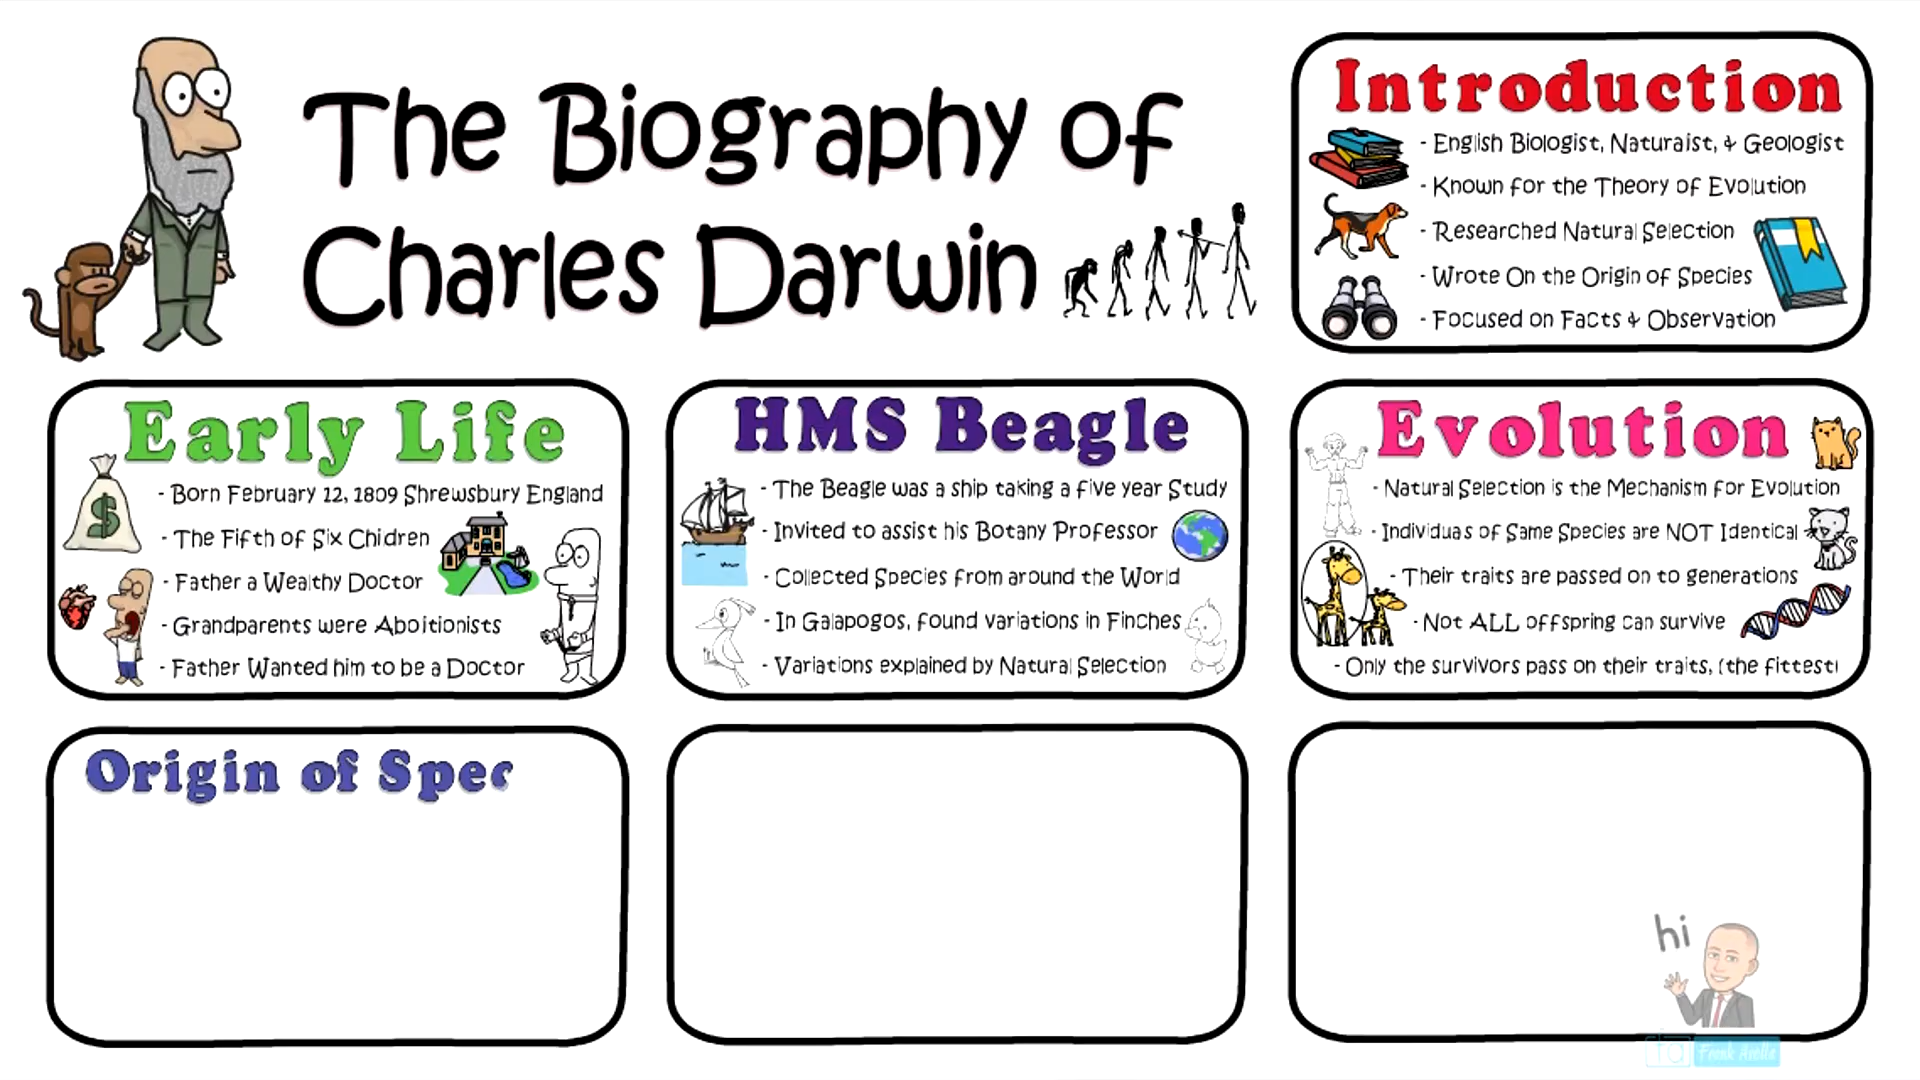 The Biography of
Charles Darwin
Introduction
- English Biologist, Naturaist, & Geologist
- Known for the Theory of Evolution
- Researched Natural Selection
- Wrote On the Origin of Species
- Focused on Facts & Observation
Early Life
- Born February 12, 1809 Shrewsbury England
- The Fifth of Six Chidren
- Father a Wealthy Doctor
- Grandparents were Aboitionists
- Father Wanted him to be a Doctor
HMS Beagle
- The Beagle was a ship taking a five year Study
- Invited to assist his Botany Professor
- Collected Species from around the World
- In Galapogos, found variations in Finches
- Variations explained by Natural Selection
Evolution
- Natural Selection is the Mechanism for Evolution
- Individuas of Same Species are NOT Identical
- Their traits are passed on to generations
- Not ALL offspring can survive
- Only the survivors pass on their traits, (the fittest)
Origin of Spec
$
hi
fa Frank Avella